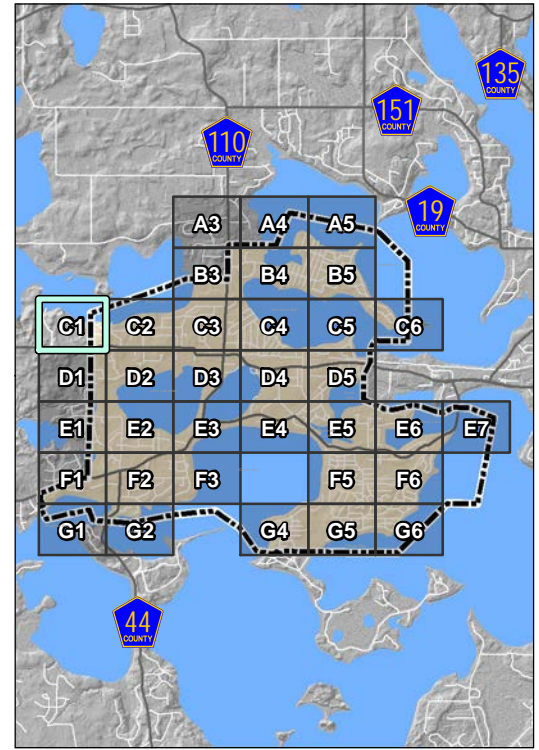 135
COUNTY
151
COUNTY
110
COUNTY
19
COUNTY
A3 A4 A5
B3 B4 B5
C1 C2 C3 C4 C5 C6
D1 D2 D3 D4 D5
E1 E2 E3 E4 E5 E6 E7
F1 F2 F3 F5 F6
G1 G2 G4 G5 G6
44
COUNTY